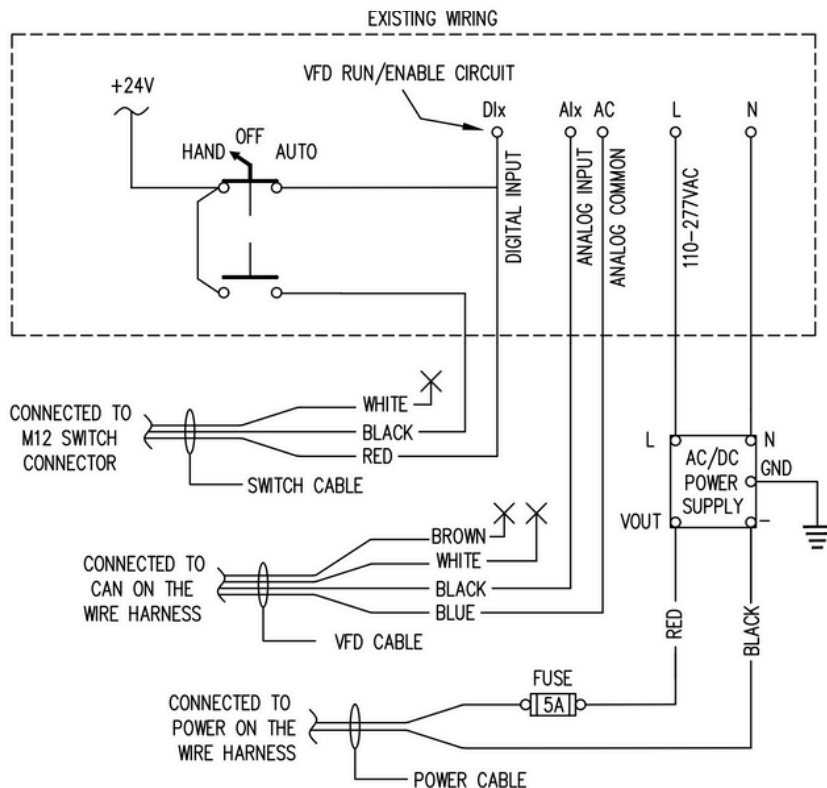 EXISTING WIRING
VFD RUN/ENABLE CIRCUIT
+24V
DIx
AIx
AC
L
N
OFF
HAND
AUTO
DIGITAL INPUT
ANALOG INPUT
ANALOG COMMON
110-277VAC
CONNECTED TO
M12 SWITCH
CONNECTOR
WHITE
BLACK
RED
SWITCH CABLE
L
N
AC/DC
POWER
SUPPLY
GND
VOUT
-
CONNECTED TO
CAN ON THE
WIRE HARNESS
BROWN
WHITE
BLACK
BLUE
VFD CABLE
RED
BLACK
CONNECTED TO
POWER ON THE
WIRE HARNESS
FUSE
5A
POWER CABLE